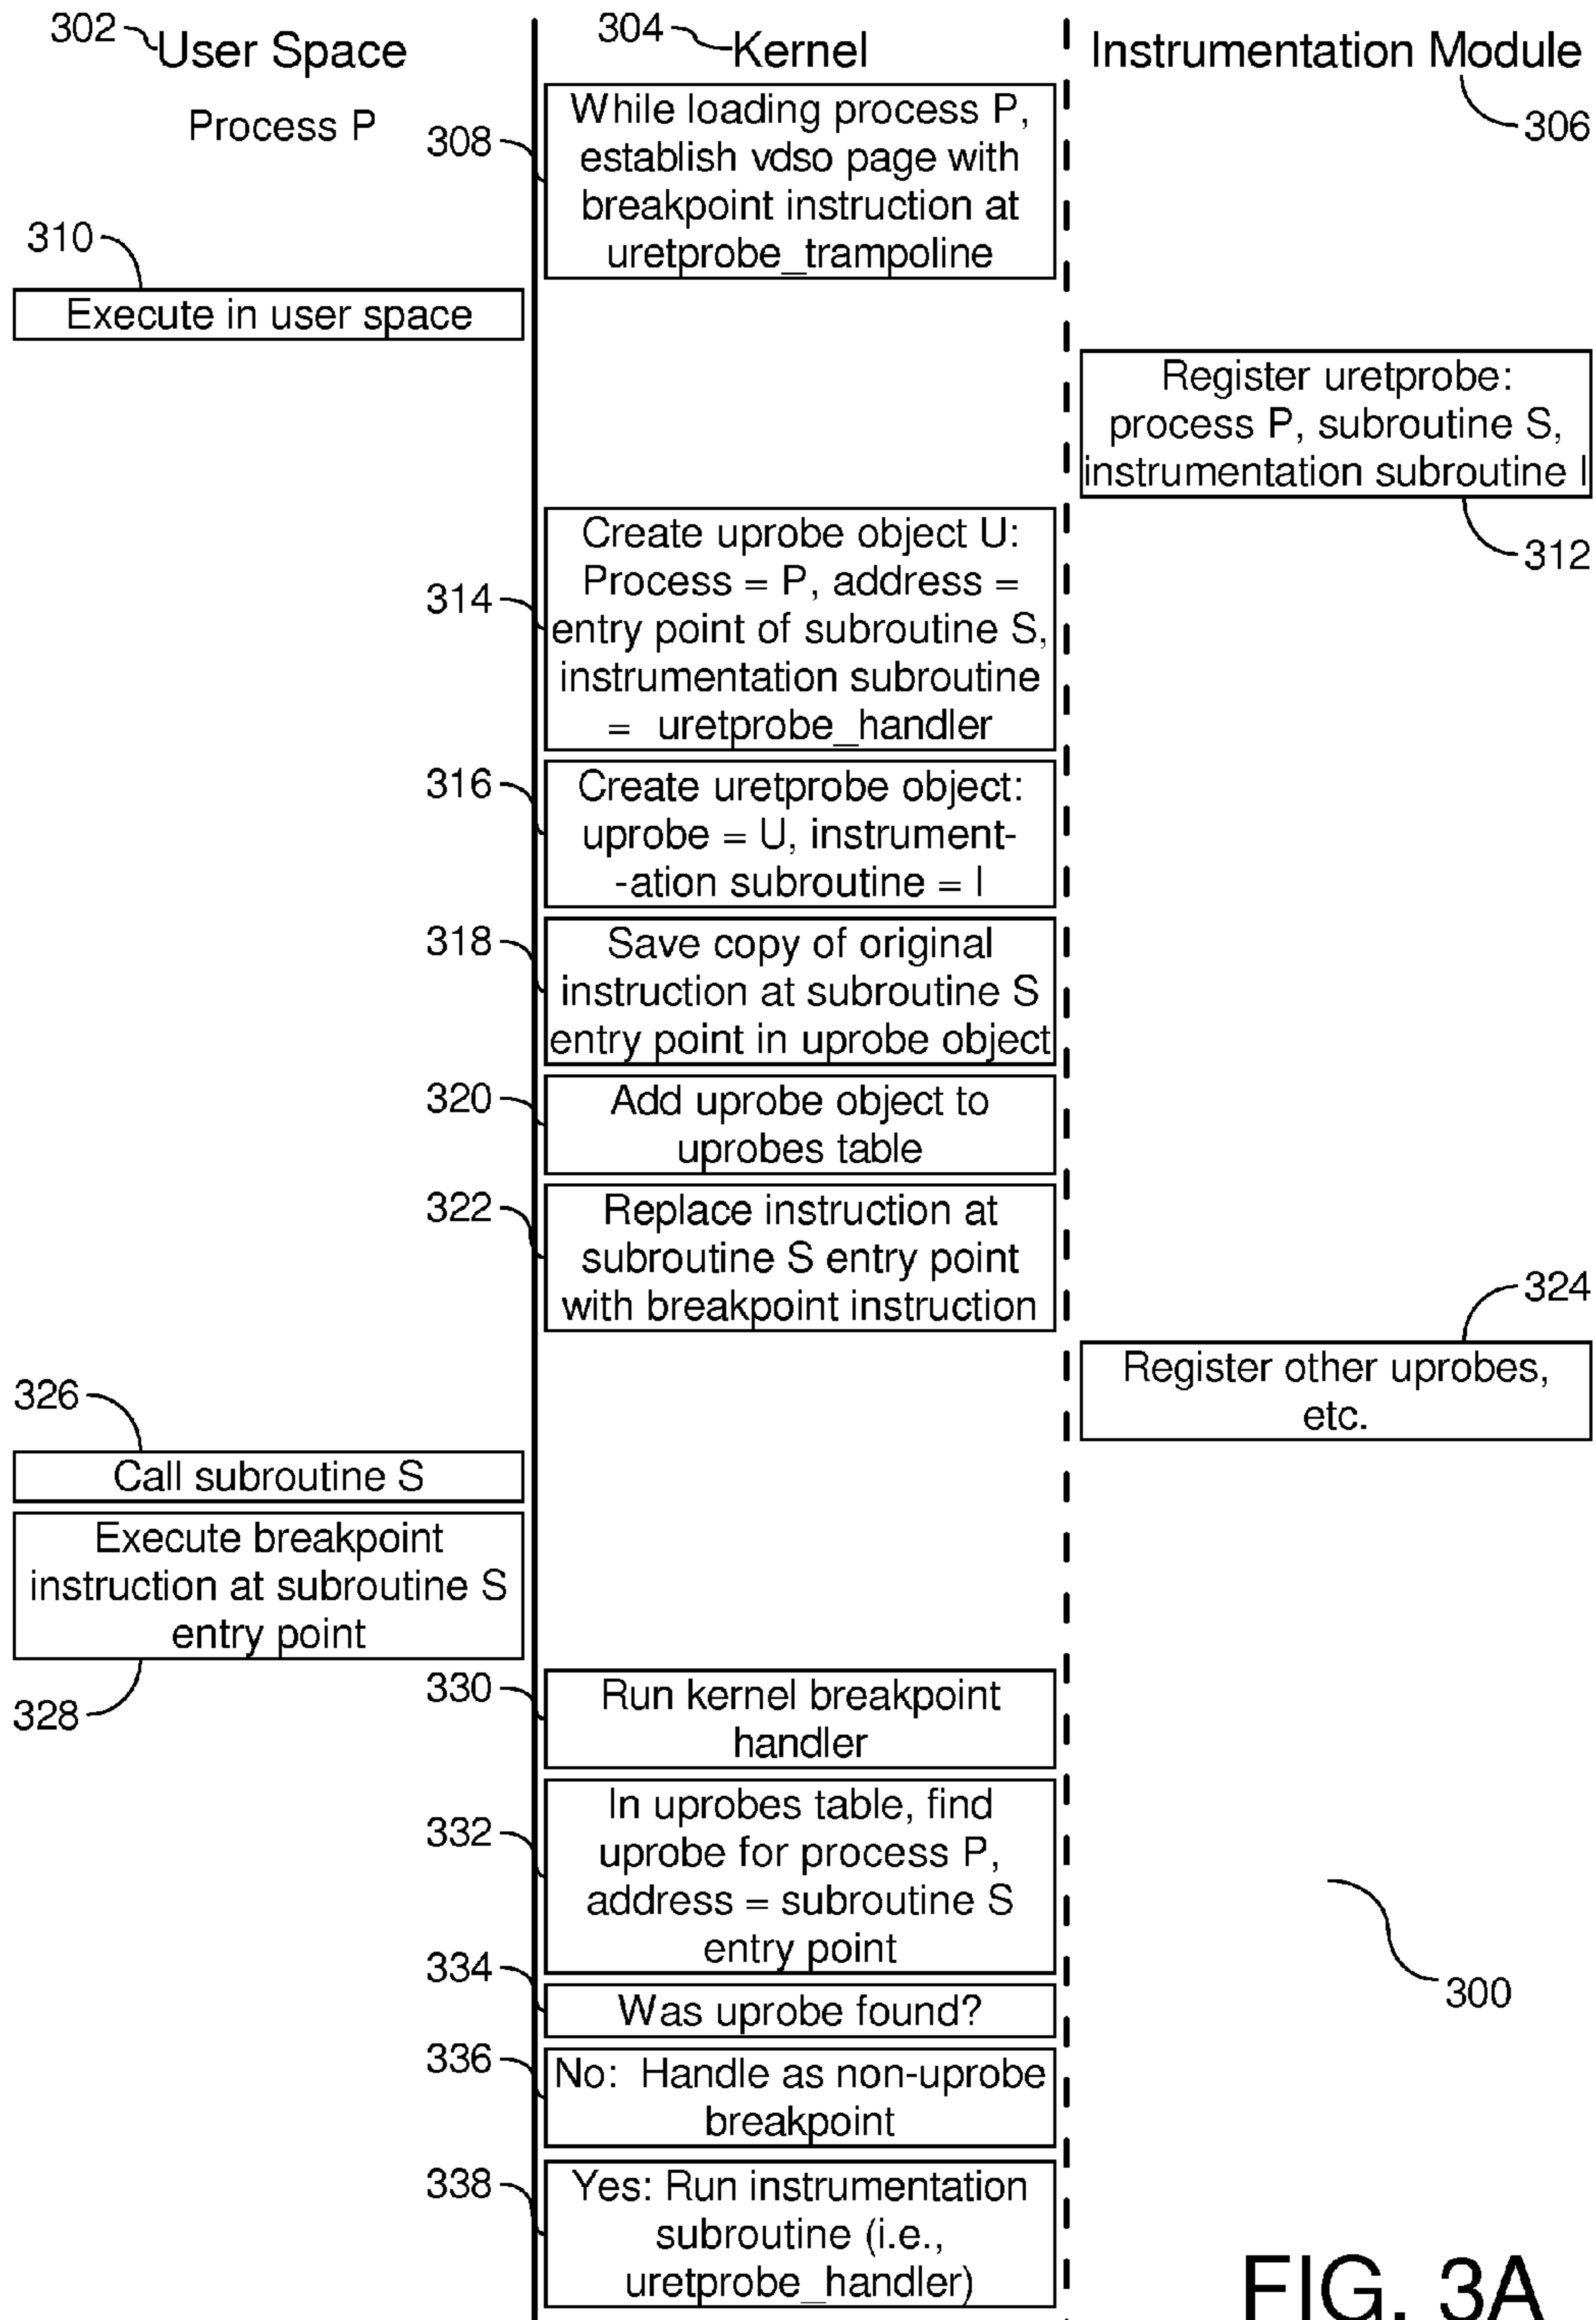 302 User Space
304 Kernel
Instrumentation Module
306
Process P
308
While loading process P,
establish vdso page with
breakpoint instruction at
uretprobe_trampoline
310
Execute in user space
Register uretprobe:
process P, subroutine S,
instrumentation subroutine I
312
314
Create uprobe object U:
Process = P, address =
entry point of subroutine S,
instrumentation subroutine
= uretprobe_handler
316
Create uretprobe object:
uprobe = U, instrument-
-ation subroutine = I
318
Save copy of original
instruction at subroutine S
entry point in uprobe object
320
Add uprobe object to
uprobes table
322
Replace instruction at
subroutine S entry point
with breakpoint instruction
324
Register other uprobes,
etc.
326
Call subroutine S
Execute breakpoint
instruction at subroutine S
entry point
328
330
Run kernel breakpoint
handler
332
In uprobes table, find
uprobe for process P,
address = subroutine S
entry point
334
Was uprobe found?
300
336
No: Handle as non-uprobe
breakpoint
338
Yes: Run instrumentation
subroutine (i.e.,
uretprobe_handler)
FIG. 3A